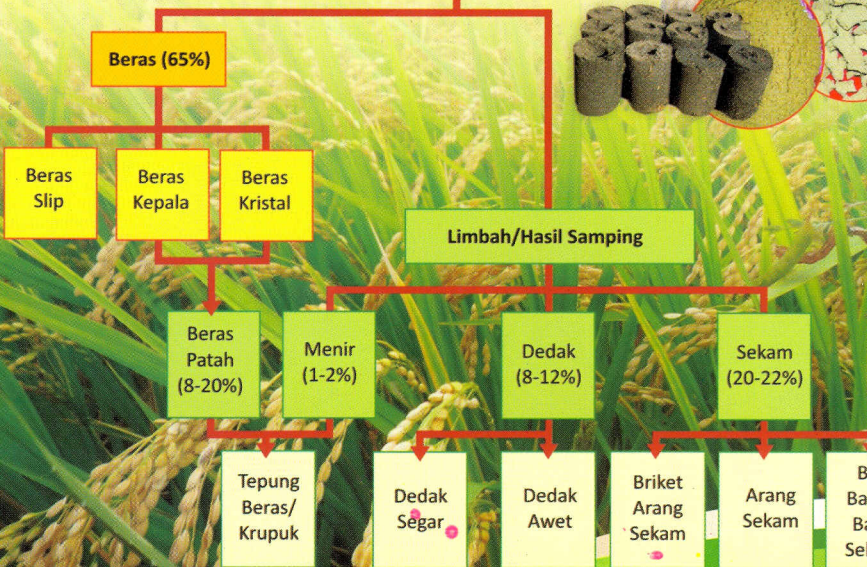 Beras (65%)
Beras
Slip
Beras
Kepala
Beras
Kristal
Limbah/Hasil Samping
Beras
Patah
(8-20%)
Menir
(1-2%)
Dedak
(8-12%)
Sekam
(20-22%)
Tepung
Beras/
Krupuk
Dedak
Segar
Dedak
Awet
Briket
Arang
Sekam
Arang
Sekam